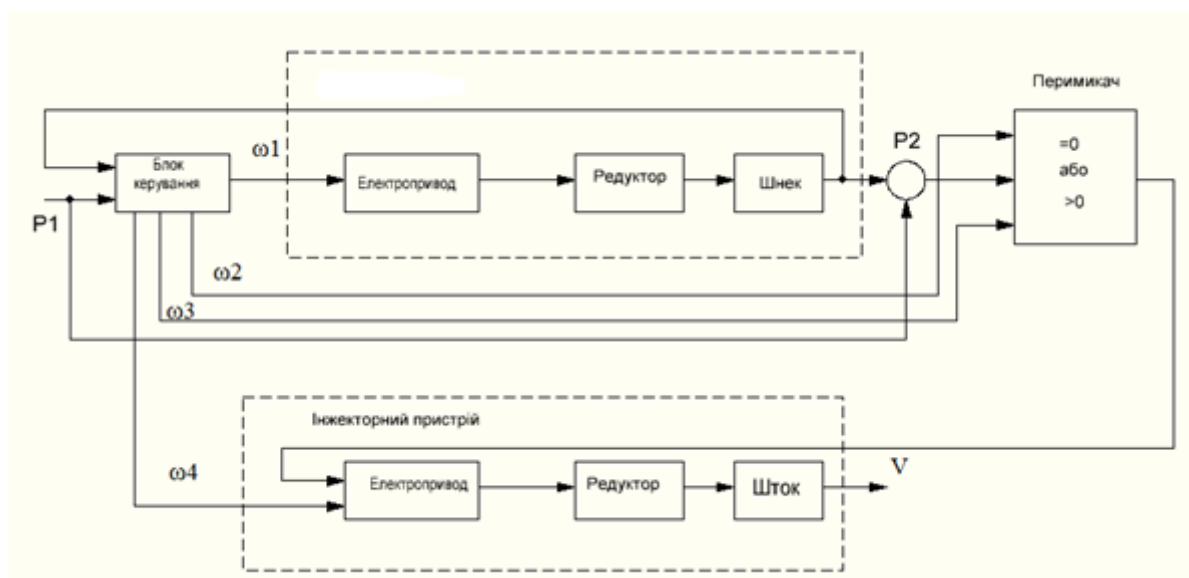 Перимикач
P2
=0
або
>0
Блок
керування
ω1
Електропривод
Редуктор
Шнек
P1
ω2
ω3
Інжекторний пристрій
ω4
Електропривод
Редуктор
Шток
V